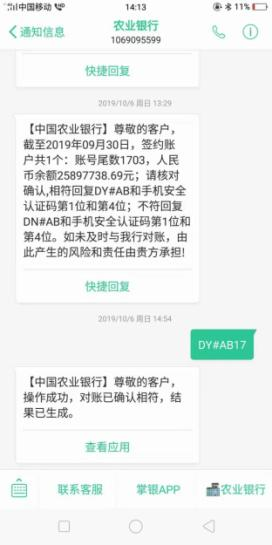 中国移动 14:13 11%
通知信息 农业银行
1069095599
快捷回复
2019/10/6 周日 13:29
【中国农业银行】尊敬的客户，
截至2019年09月30日，签约账
户共1个：账号尾数1703，人民
币余额25897738.69元；请核对
确认,相符回复DY#AB和手机安全
认证码第1位和第4位；不符回复
DN#AB和手机安全认证码第1位和
第4位。如未及时与我行对账，由
此产生的风险和责任由贵方承担!
快捷回复
2019/10/6 周日 14:54
DY#AB17
【中国农业银行】尊敬的客户，
操作成功，对账已确认相符，结
果已生成。
查看应用
联系客服 掌银APP 农业银行